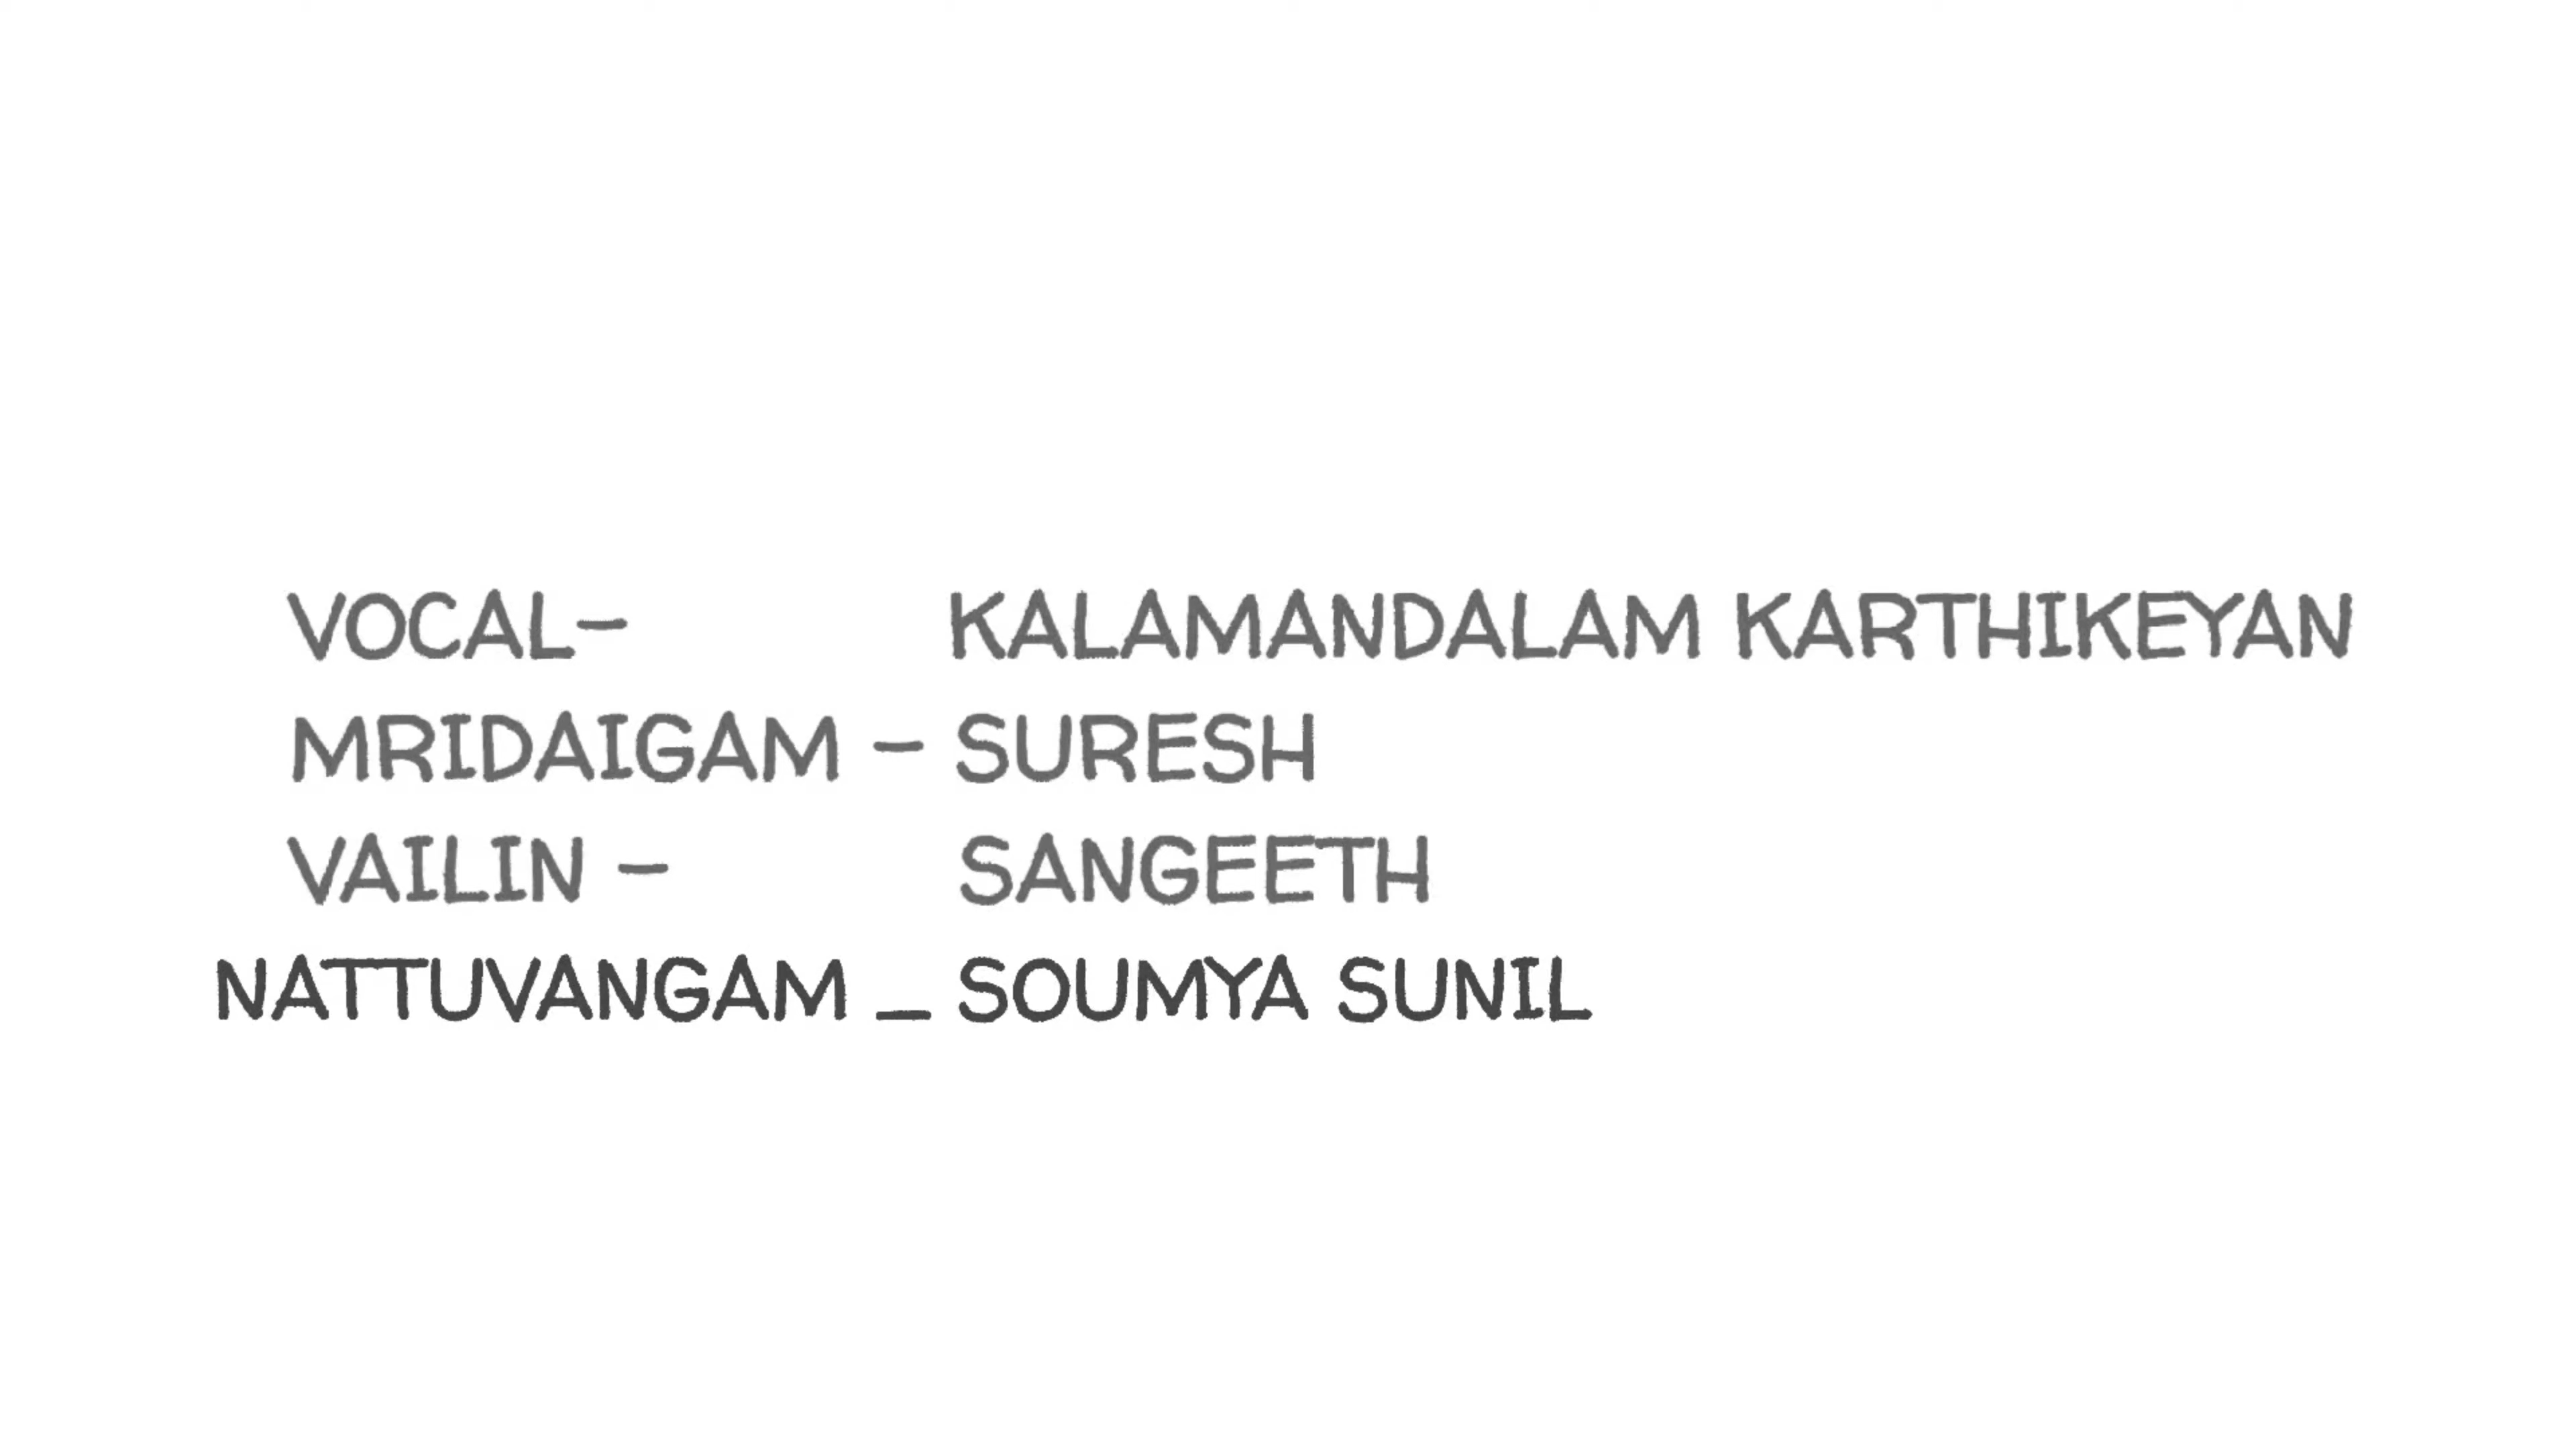 VOCAL- KALAMANDALAM KARTHIKEYAN
MRIDAIGAM - SURESH
VAILIN - SANGEETH
NATTUVANGAM _ SOUMYA SUNIL